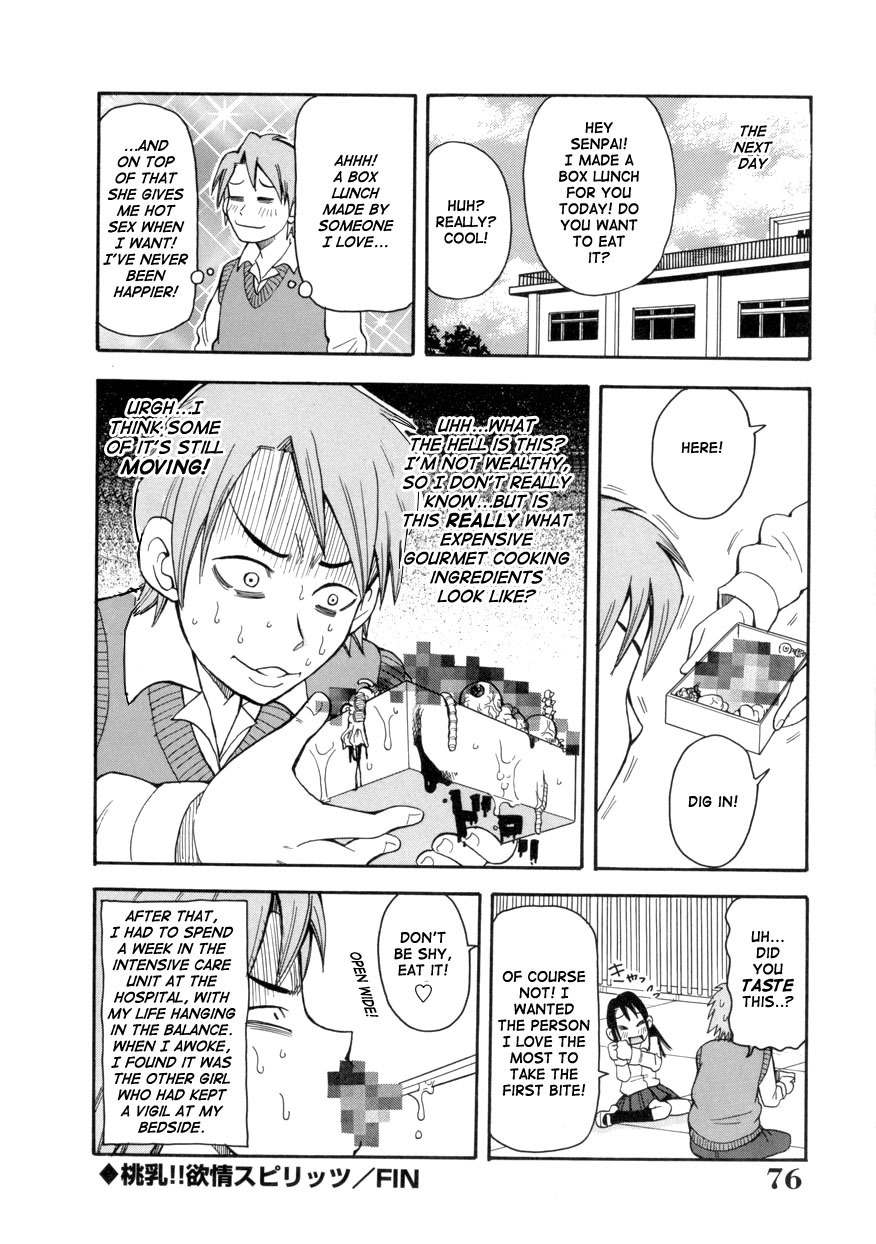 THE
NEXT
DAY
HEY
SENPAI!
I MADE A
BOX LUNCH
FOR YOU
TODAY! DO
YOU WANT
TO EAT
IT?
HUH?
REALLY?
COOL!
AHHH!
A BOX
LUNCH
MADE BY
SOMEONE
I LOVE...
...AND
ON TOP
OF THAT
SHE GIVES
ME HOT
SEX WHEN
I WANT!
I'VE NEVER
BEEN
HAPPIER!
HERE!
DIG IN!
UHH...WHAT
THE HELL IS THIS?
I'M NOT WEALTHY,
SO I DON'T REALLY
KNOW...BUT IS
THIS REALLY WHAT
EXPENSIVE
GOURMET COOKING
INGREDIENTS
LOOK LIKE?
URGH...I
THINK SOME
OF IT'S STILL
MOVING!
UH...
DID
YOU
TASTE
THIS..?
OF COURSE
NOT! I
WANTED
THE PERSON
I LOVE THE
MOST TO
TAKE THE
FIRST BITE!
DON'T
BE SHY,
EAT IT!
♡
OPEN WIDE!
AFTER THAT,
I HAD TO SPEND
A WEEK IN THE
INTENSIVE CARE
UNIT AT THE
HOSPITAL, WITH
MY LIFE HANGING
IN THE BALANCE.
WHEN I AWOKE,
I FOUND IT WAS
THE OTHER GIRL
WHO HAD KEPT
A VIGIL AT MY
BEDSIDE.
◆桃乳!!欲情スピリッツ/FIN
76